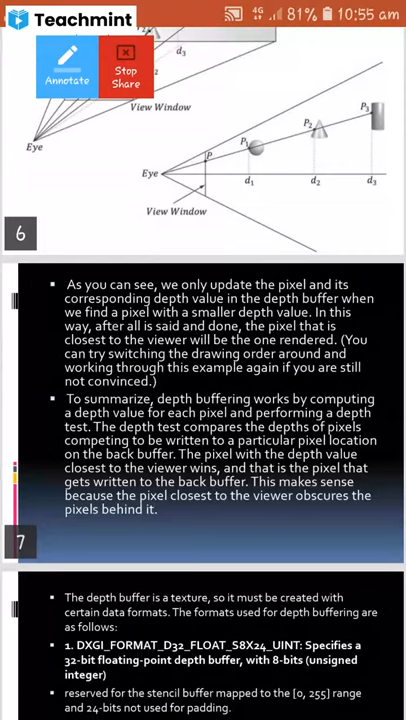 Teachmint
4G
81%
10:55 am
Annotate
Stop
Share
d3
2
View Window
Eye
P3
P2
P1
P
Eye
d1
d2
d3
View Window
6
▪ As you can see, we only update the pixel and its
corresponding depth value in the depth buffer when
we find a pixel with a smaller depth value. In this
way, after all is said and done, the pixel that is
closest to the viewer will be the one rendered. (You
can try switching the drawing order around and
working through this example again if you are still
not convinced.)
▪ To summarize, depth buffering works by computing
a depth value for each pixel and performing a depth
test. The depth test compares the depths of pixels
competing to be written to a particular pixel location
on the back buffer. The pixel with the depth value
closest to the viewer wins, and that is the pixel that
gets written to the back buffer. This makes sense
because the pixel closest to the viewer obscures the
pixels behind it.
7
▪ The depth buffer is a texture, so it must be created with
certain data formats. The formats used for depth buffering are
as follows:
▪ 1. DXGI_FORMAT_D32_FLOAT_S8X24_UINT: Specifies a
32-bit floating-point depth buffer, with 8-bits (unsigned
integer)
▪ reserved for the stencil buffer mapped to the [0, 255] range
and 24-bits not used for padding.